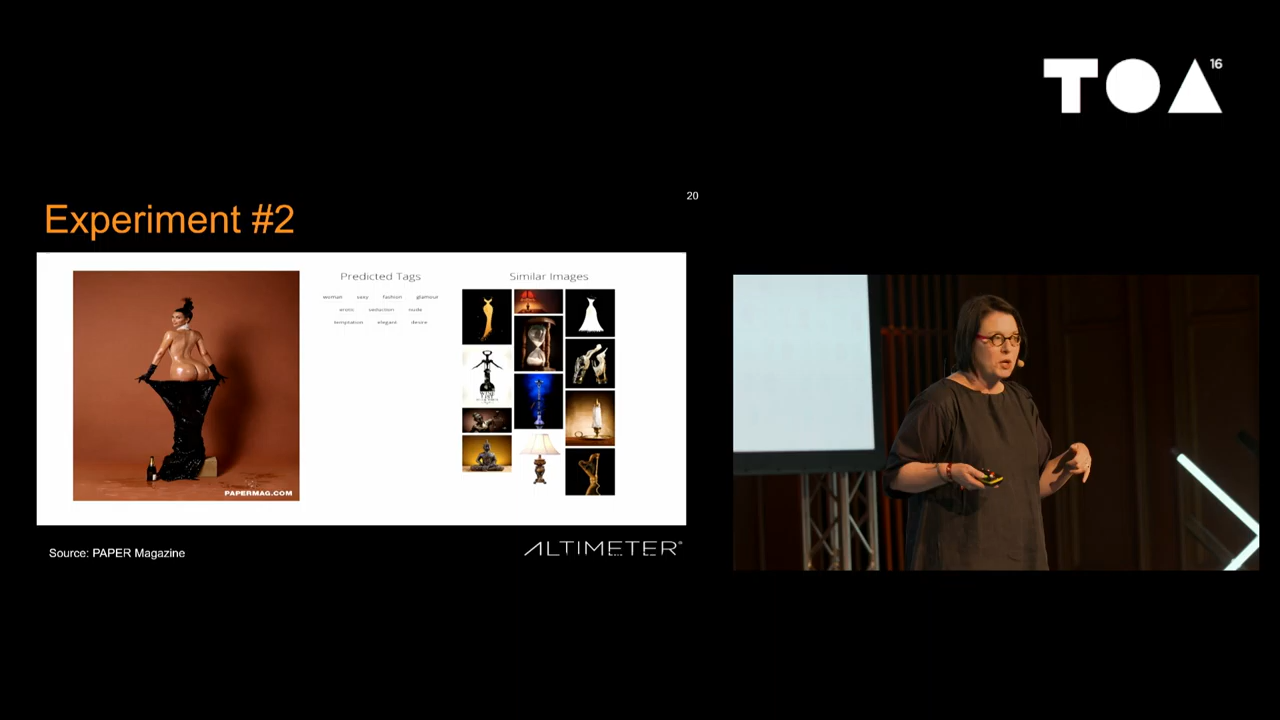 TOA16
20
Experiment #2
Predicted Tags
woman sexy fashion glamour
erotic seduction nude
temptation elegant desire
Similar Images
PAPERMAG.COM
Source: PAPER Magazine
ALTIMETER®